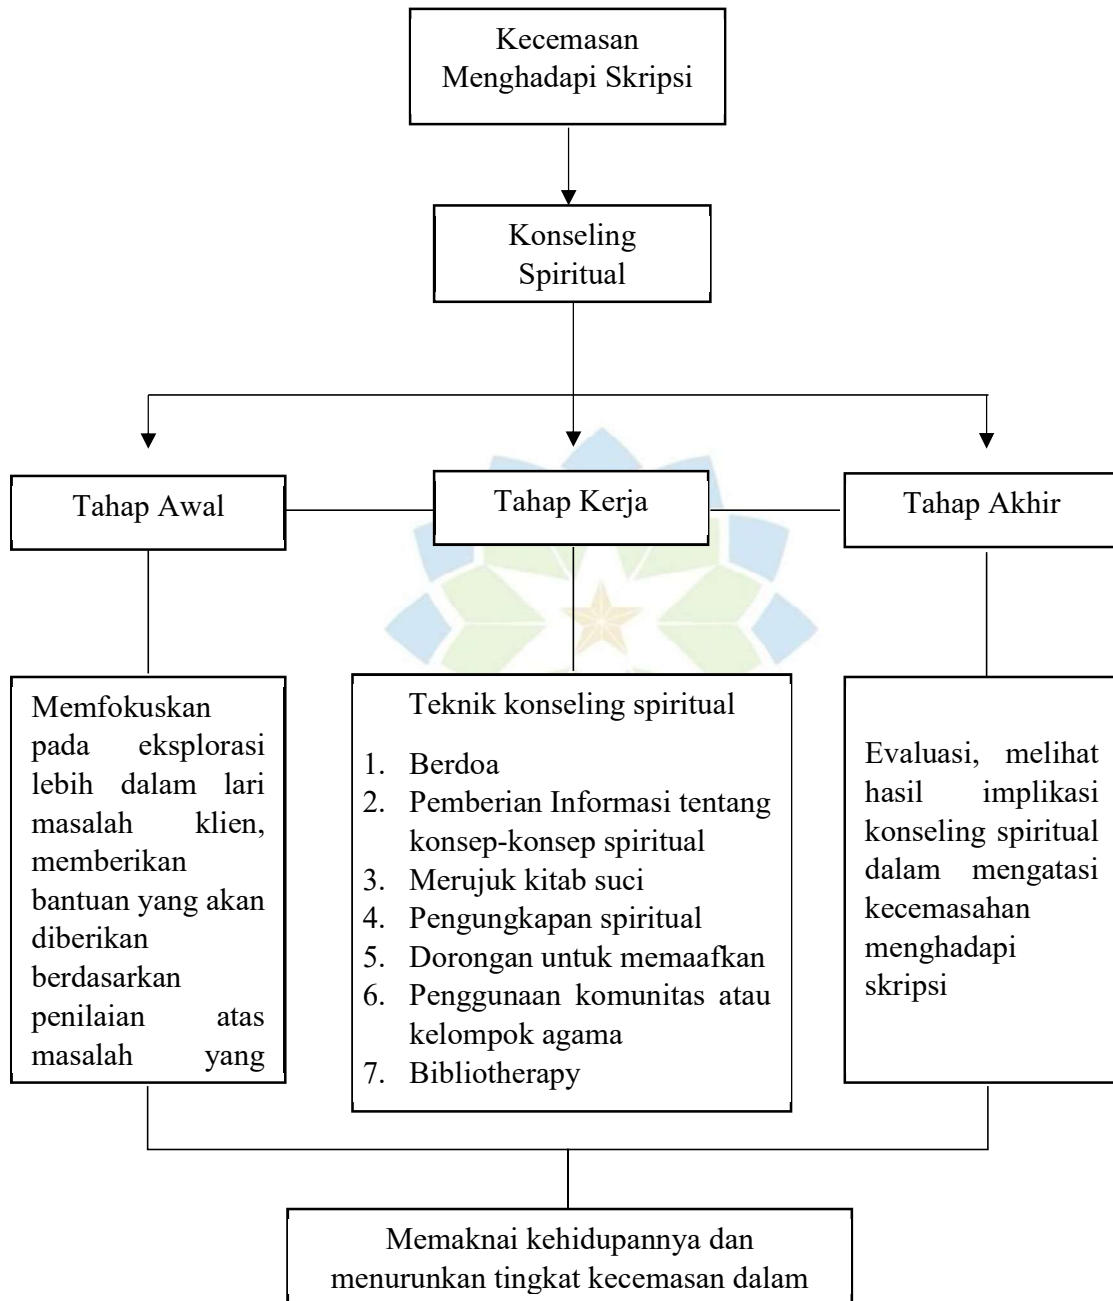 Kecemasan
Menghadapi Skripsi
Konseling
Spiritual
Tahap Awal
Tahap Kerja
Tahap Akhir
Memfokuskan
pada eksplorasi
lebih dalam lari
masalah klien,
memberikan
bantuan yang akan
diberikan
berdasarkan
penilaian atas
masalah yang
Teknik konseling spiritual
1. Berdoa
2. Pemberian Informasi tentang
konsep-konsep spiritual
3. Merujuk kitab suci
4. Pengungkapan spiritual
5. Dorongan untuk memaafkan
6. Penggunaan komunitas atau
kelompok agama
7. Bibliotherapy
Evaluasi, melihat
hasil implikasi
konseling spiritual
dalam mengatasi
kecemasahan
menghadapi
skripsi
Memaknai kehidupannya dan
menurunkan tingkat kecemasan dalam